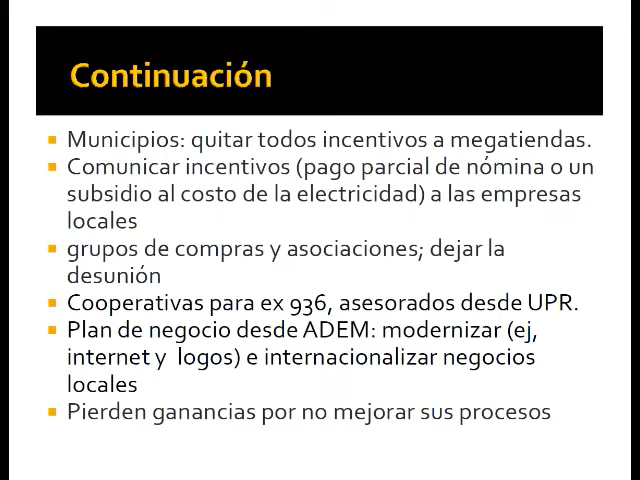 Continuación
Municipios: quitar todos incentivos a megatiendas.
Comunicar incentivos (pago parcial de nómina o un
subsidio al costo de la electricidad) a las empresas
locales
grupos de compras y asociaciones; dejar la
desunión
Cooperativas para ex 936, asesorados desde UPR.
Plan de negocio desde ADEM: modernizar (ej,
internet y  logos) e internacionalizar negocios
locales
Pierden ganancias por no mejorar sus procesos